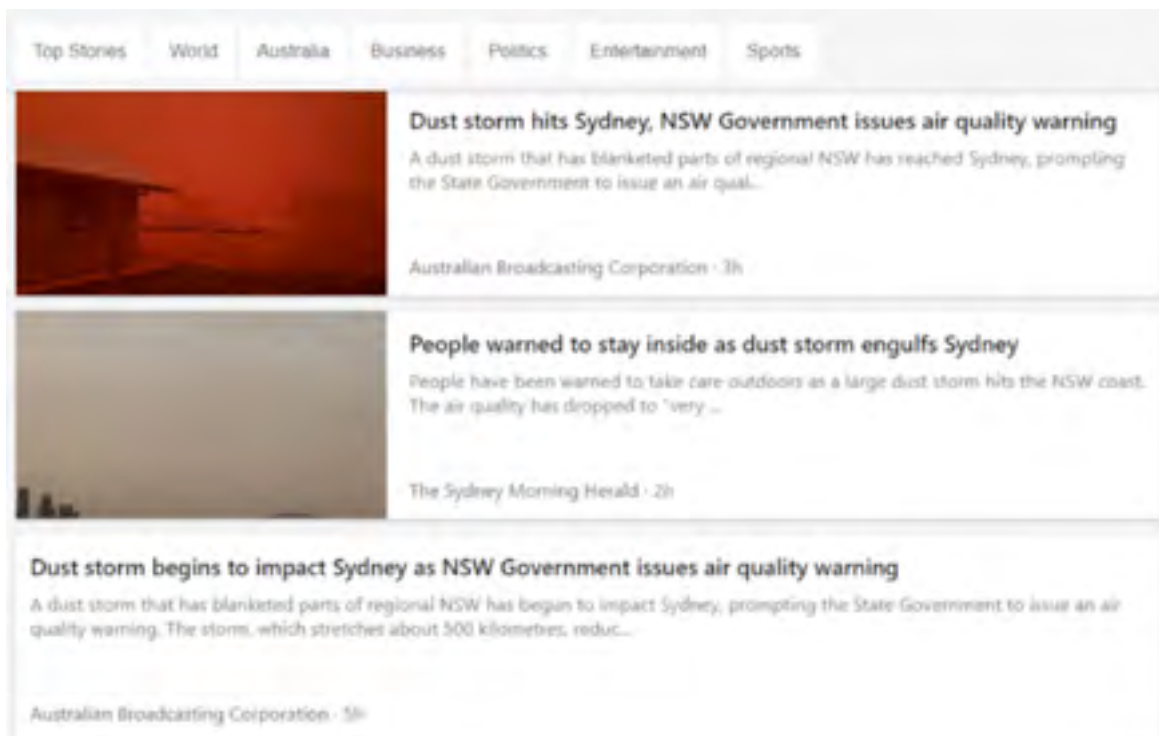 Top Stories World Australia Business Politics Entertainment Sports
Dust storm hits Sydney, NSW Government issues air quality warning
A dust storm that has blanketed parts of regional NSW has reached Sydney, prompting
the State Government to issue an air qual...
Australian Broadcasting Corporation · 3h
People warned to stay inside as dust storm engulfs Sydney
People have been warned to take care outdoors as a large dust storm hits the NSW coast.
The air quality has dropped to "very ...
The Sydney Morning Herald · 2h
Dust storm begins to impact Sydney as NSW Government issues air quality warning
A dust storm that has blanketed parts of regional NSW has begun to impact Sydney, prompting the State Government to issue an air
quality warning. The storm, which stretches about 500 kilometres, reduc...
Australian Broadcasting Corporation · 5h